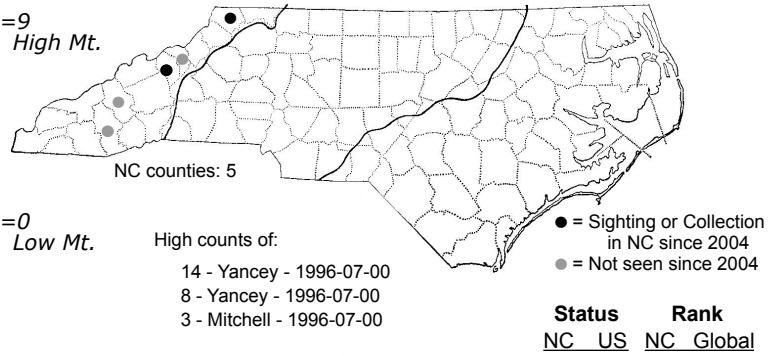 =9
High Mt.
NC counties: 5
=0
Low Mt.
High counts of:
14 - Yancey - 1996-07-00
8 - Yancey - 1996-07-00
3 - Mitchell - 1996-07-00
= Sighting or Collection
in NC since 2004
= Not seen since 2004
Status Rank
NC US NC Global